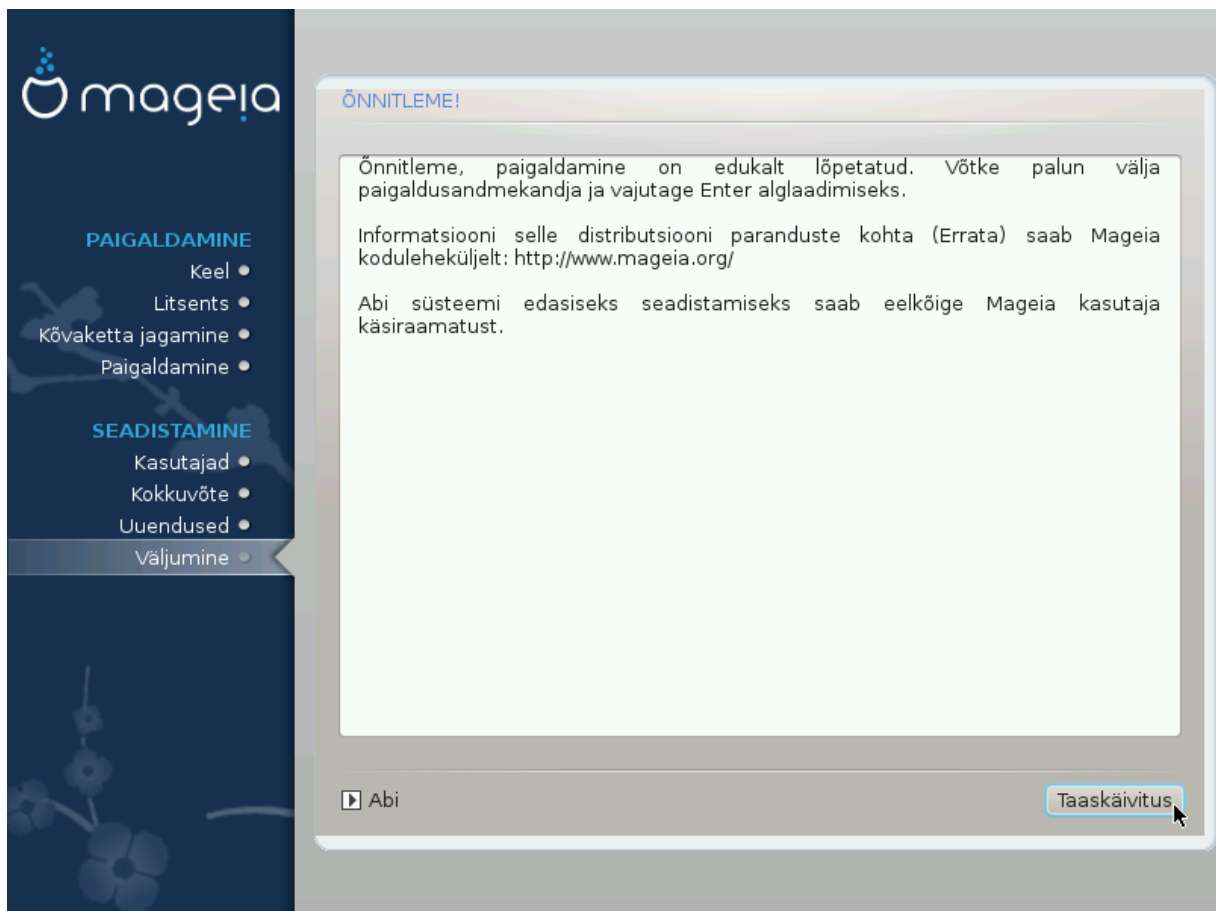 mageia
PAIGALDAMINE
Keel
Litsents
Kõvaketta jagamine
Paigaldamine
SEADISTAMINE
Kasutajad
Kokkuvõte
Uuendused
Väljumine
ÕNNITLEME!
Õnnitleme, paigaldamine on edukalt lõpetatud. Võtke palun välja
paigaldusandmekandja ja vajutage Enter alglaadimiseks.
Informatsiooni selle distributsiooni paranduste kohta (Errata) saab Mageia
koduleheküljelt: http://www.mageia.org/
Abi süsteemi edasiseks seadistamiseks saab eelkõige Mageia kasutaja
käsiraamatust.
Abi
Taaskäivitus